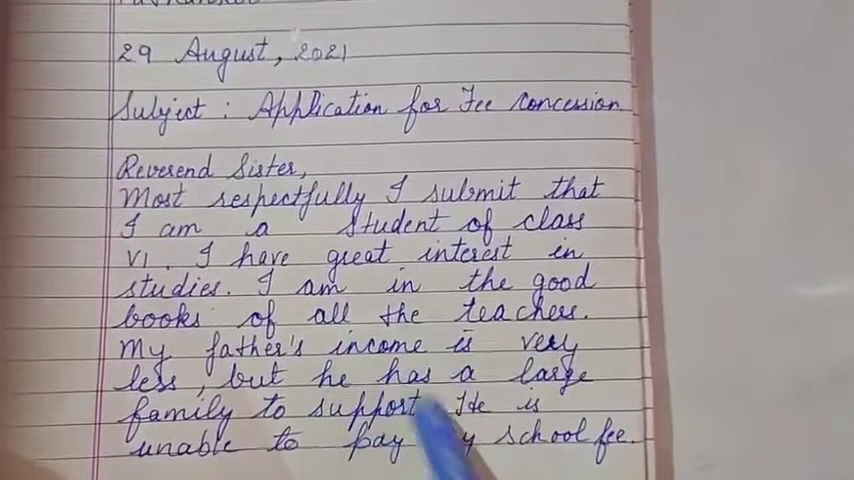 29 August, 2021
Subject : Application for Fee Concession
Reverend Sister,
Most respectfully I submit that
I am a Student of class
VI. I have great interest in
studies. I am in the good
books of all the teachers.
My father's income is very
less, but he has a large
family to support. He is
unable to pay school fee.